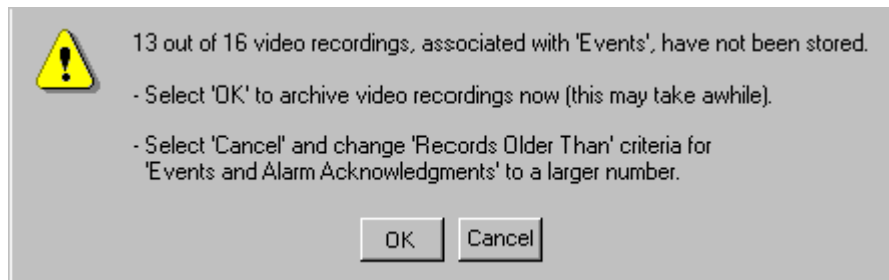 13 out of 16 video recordings, associated with 'Events', have not been stored.
- Select 'OK' to archive video recordings now (this may take awhile).
- Select 'Cancel' and change 'Records Older Than' criteria for
'Events and Alarm Acknowledgments' to a larger number.
OK Cancel